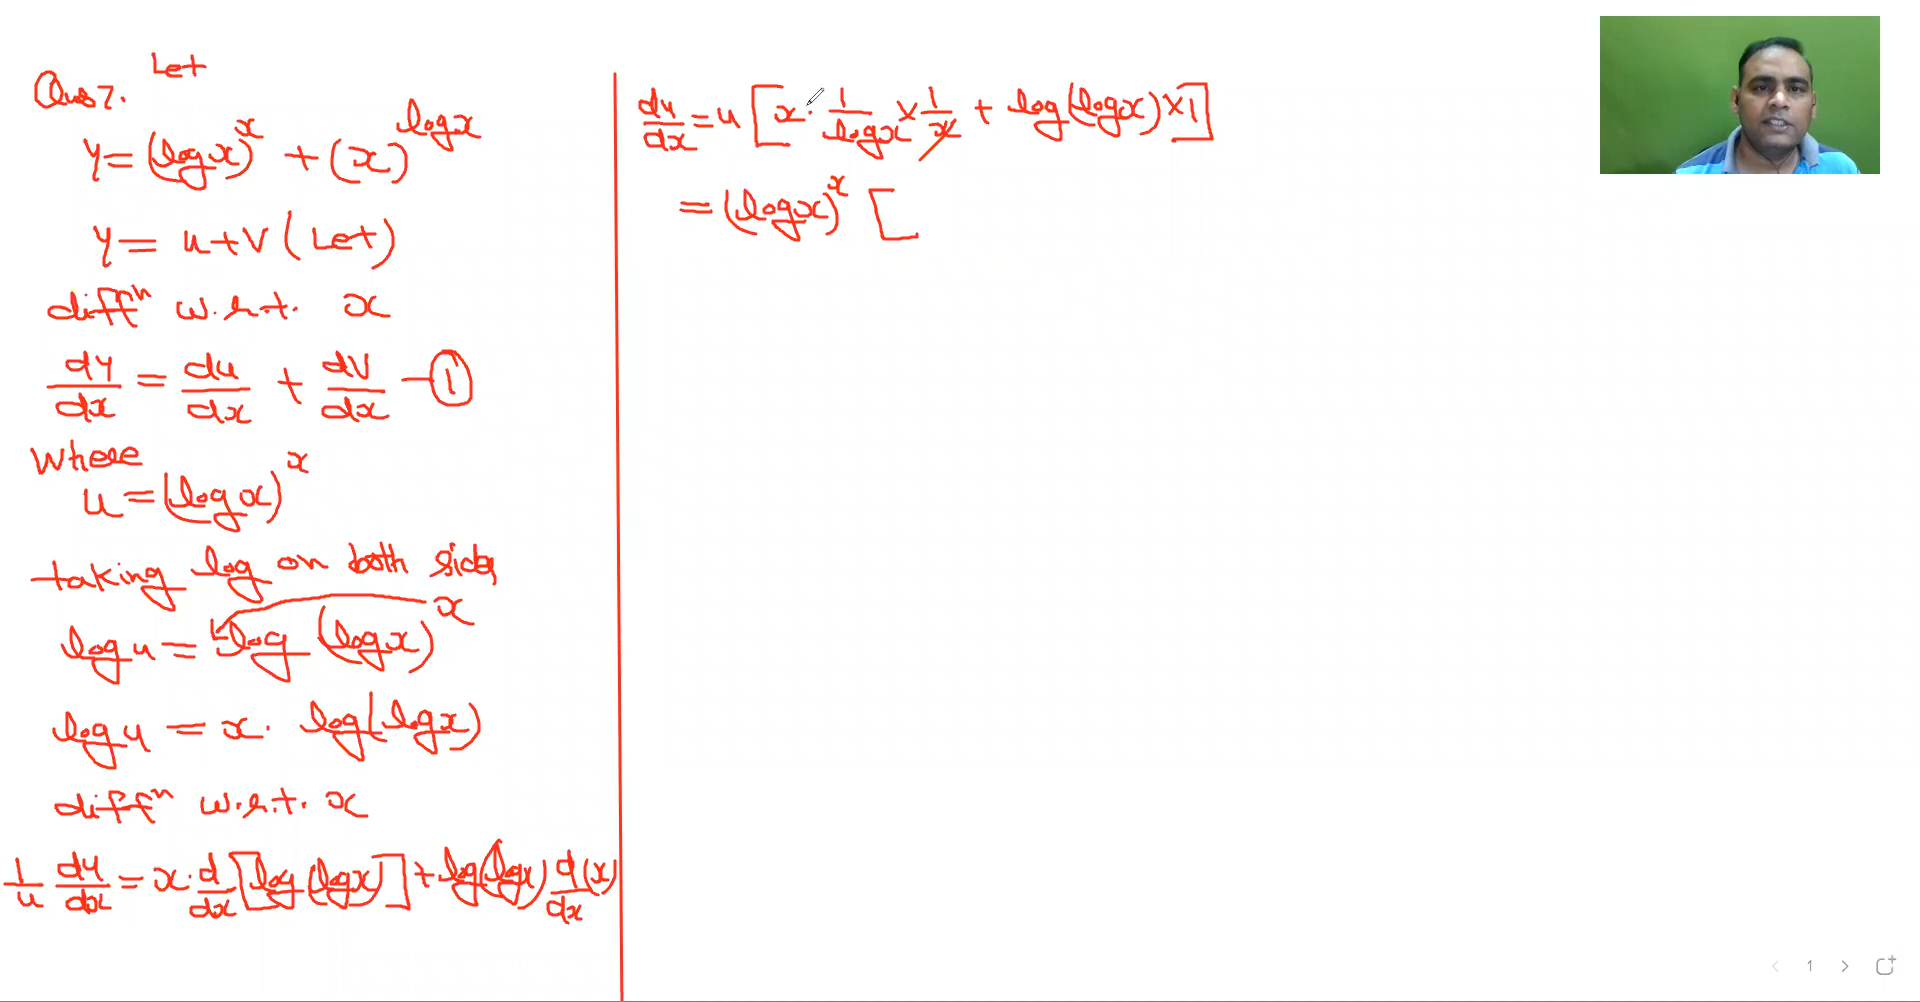 Let
Ques 7.
y = (log x)^x + (x)^log x
y = u + v (Let)
diffⁿ w.r.t. x
dy/dx = du/dx + dv/dx — ①
Where
u = (log x)^x
taking log on both sides
log u = log (log x)^x
log u = x · log(log x)
diffⁿ w.r.t. x
1/u du/dx = x · d/dx [log(log x)] + log(log x) d/dx (x)
du/dx = u [x · 1/log x × 1/x + log(log x) × 1]
= (log x)^x [
1